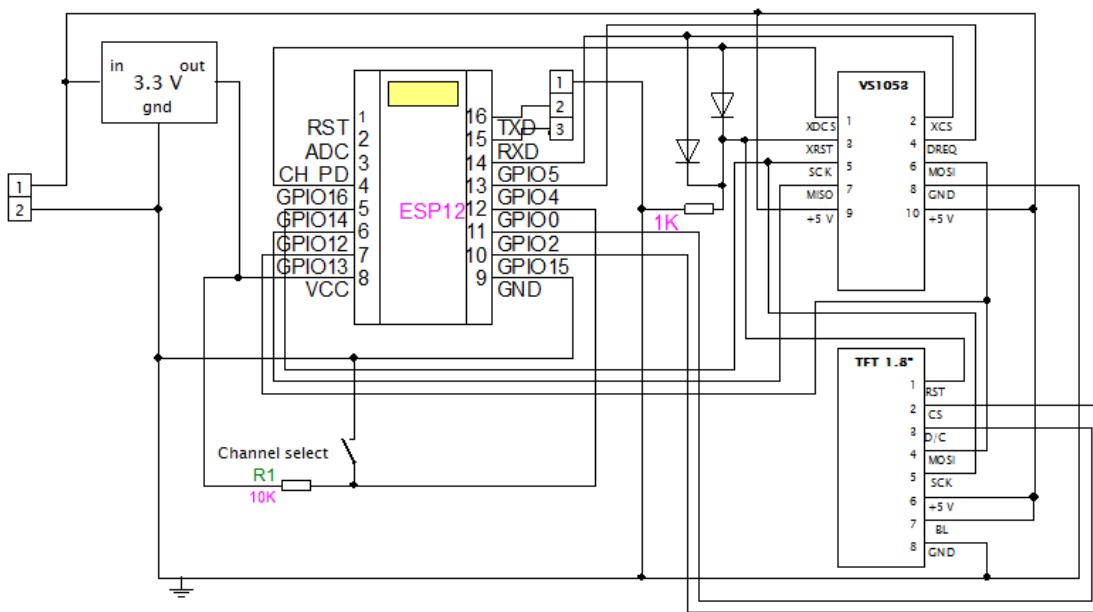 in out
3.3 V
gnd
1
2
RST
ADC
CH PD
GPIO16
GPIO14
GPIO12
GPIO13
VCC
1
2
3
4
5
6
7
8
ESP12
16
15
14
13
12
11
10
9
TXD
RXD
GPIO5
GPIO4
GPIO0
GPIO2
GPIO15
GND
1
2
3
1K
Channel select
R1
10K
VS1053
XDCS 1 2 XCS
XRST 3 4 DREQ
SCK 5 6 MOSI
MISO 7 8 GND
+5 V 9 10 +5 V
TFT 1.8"
1 RST
2 CS
3 D/C
4 MOSI
5 SCK
6 +5 V
7 BL
8 GND